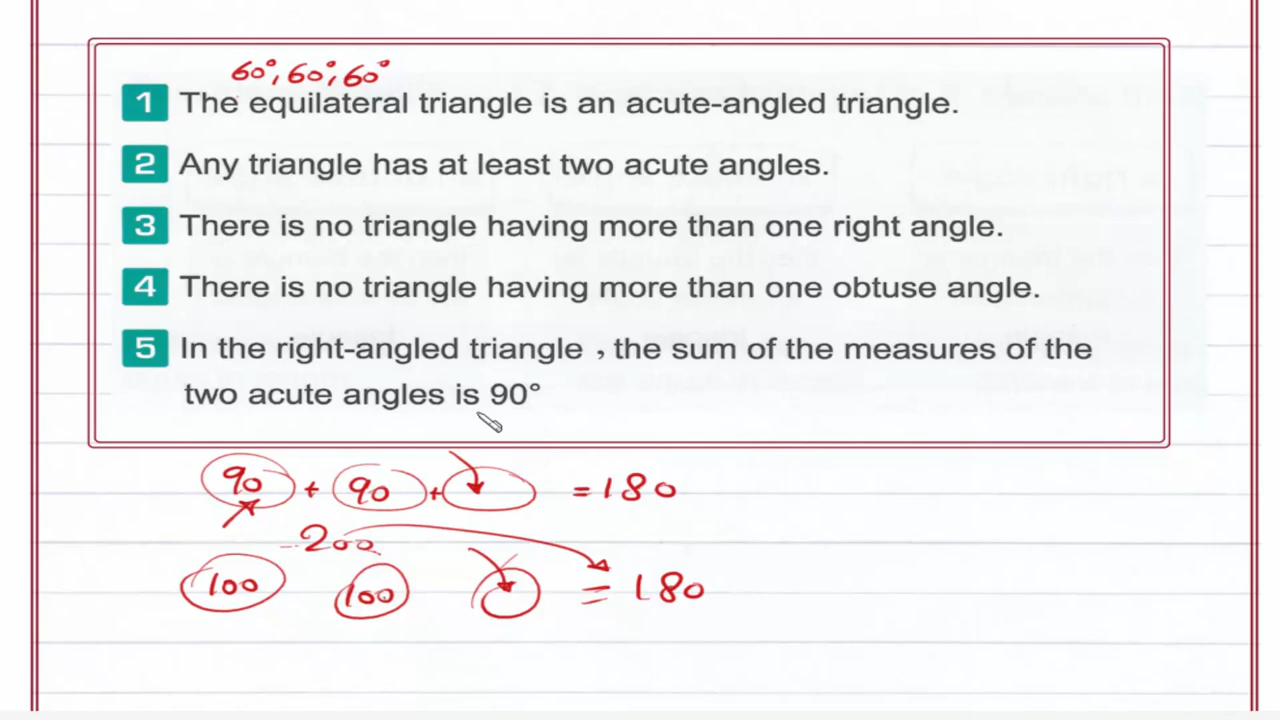 60°, 60°, 60°
1 The equilateral triangle is an acute-angled triangle.
2 Any triangle has at least two acute angles.
3 There is no triangle having more than one right angle.
4 There is no triangle having more than one obtuse angle.
5 In the right-angled triangle , the sum of the measures of the
two acute angles is 90°
90 + 90 + = 180
200
100 100 = 180